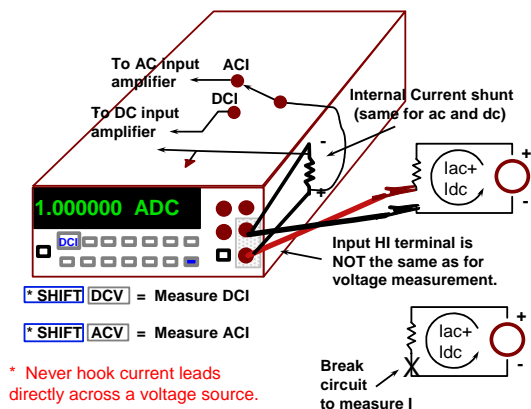 To AC input
amplifier
ACI
DCI
To DC input
amplifier
Internal Current shunt
(same for ac and dc)
-
+
1.000000 ADC
DCI
Iac+
Idc
+
-
Input HI terminal is
NOT the same as for
voltage measurement.
* SHIFT DCV = Measure DCI
* SHIFT ACV = Measure ACI
Iac+
Idc
+
-
Break
circuit
to measure I
* Never hook current leads
directly across a voltage source.